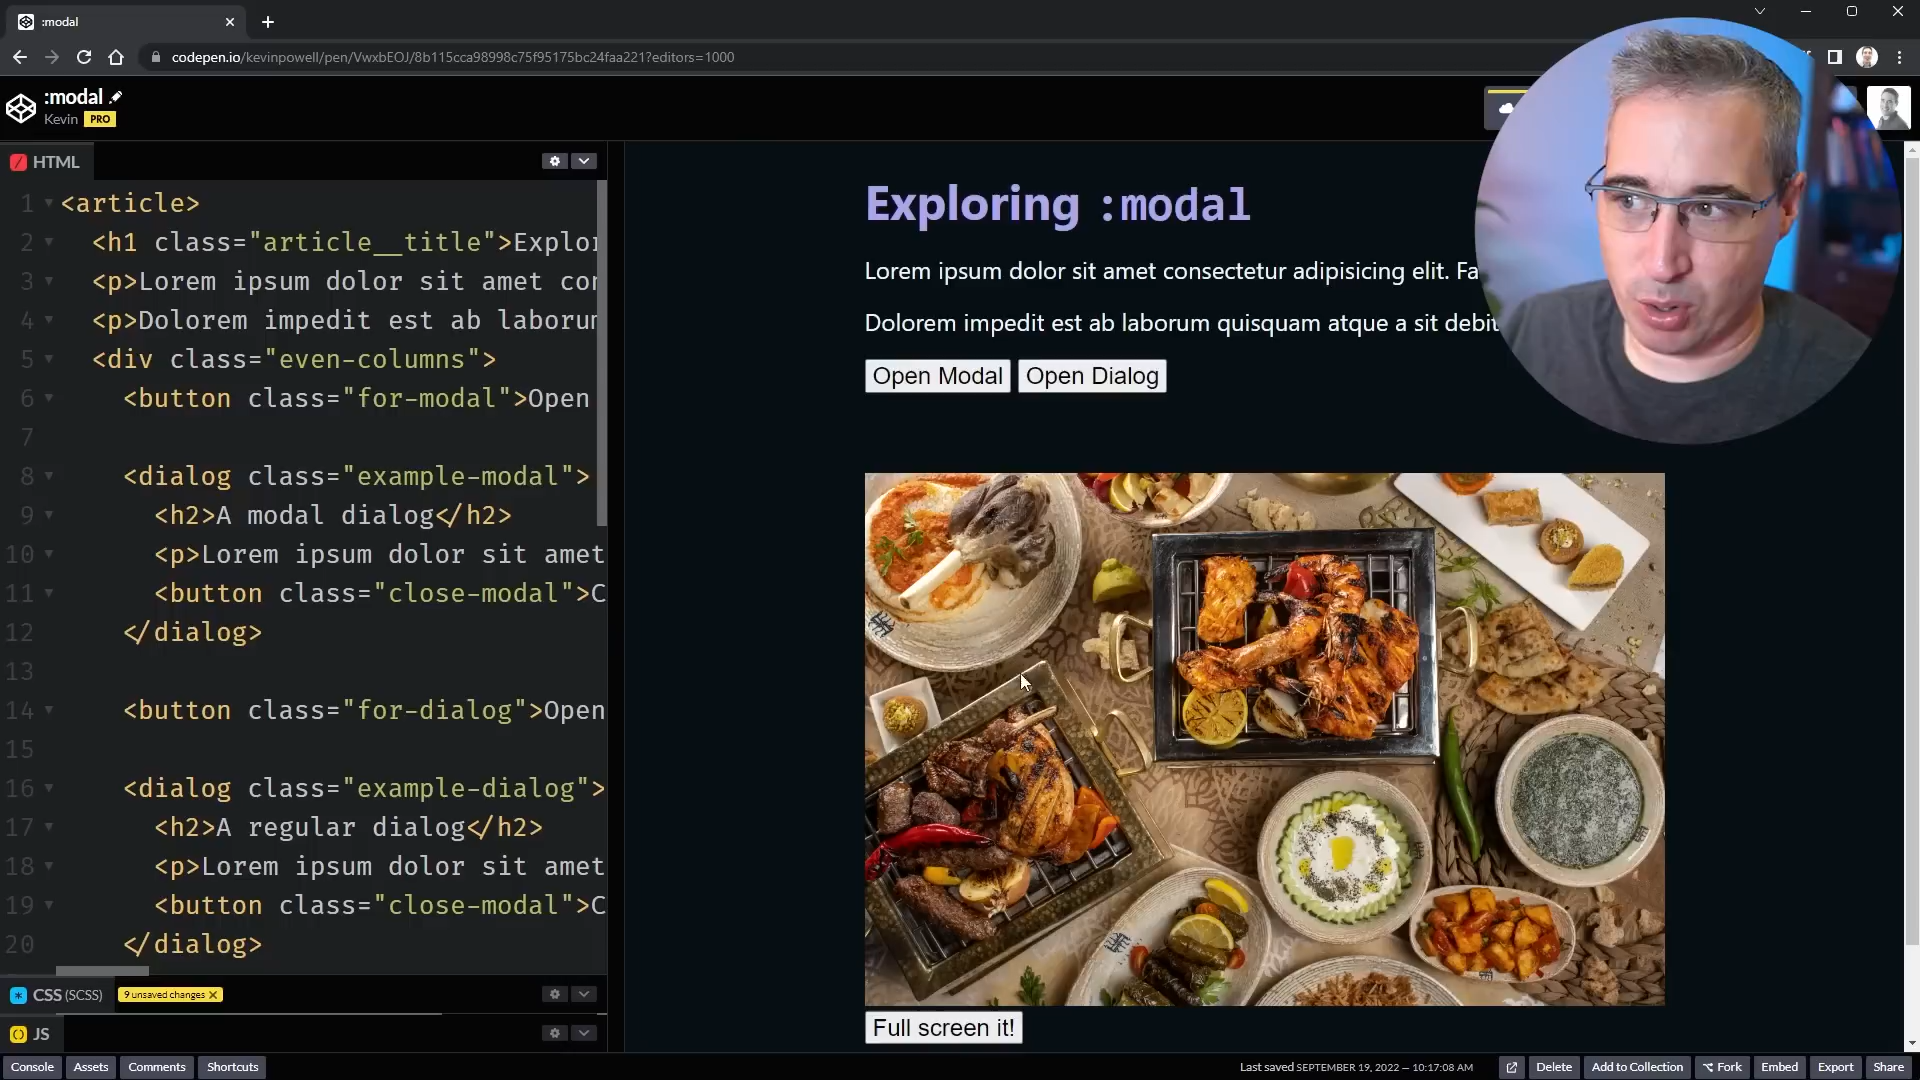 :modal
codepen.io/kevinpowell/pen/VwxbEOJ/8b115cca98998c75f95175bc24faa221?editors=1000
:modal
Kevin PRO
HTML
1 <article>
2 <h1 class="article__title">Explor
3 <p>Lorem ipsum dolor sit amet con
4 <p>Dolorem impedit est ab laborum
5 <div class="even-columns">
6 <button class="for-modal">Open
7
8 <dialog class="example-modal">
9 <h2>A modal dialog</h2>
10 <p>Lorem ipsum dolor sit amet
11 <button class="close-modal">C
12 </dialog>
13
14 <button class="for-dialog">Open
15
16 <dialog class="example-dialog">
17 <h2>A regular dialog</h2>
18 <p>Lorem ipsum dolor sit amet
19 <button class="close-modal">C
20 </dialog>
CSS (SCSS) 9 unsaved changes X
JS
Exploring :modal
Lorem ipsum dolor sit amet consectetur adipisicing elit. Fa
Dolorem impedit est ab laborum quisquam atque a sit debit
Open Modal Open Dialog
Full screen it!
Console Assets Comments Shortcuts
Last saved SEPTEMBER 19, 2022 — 10:17:08 AM
Delete Add to Collection Fork Embed Export Share